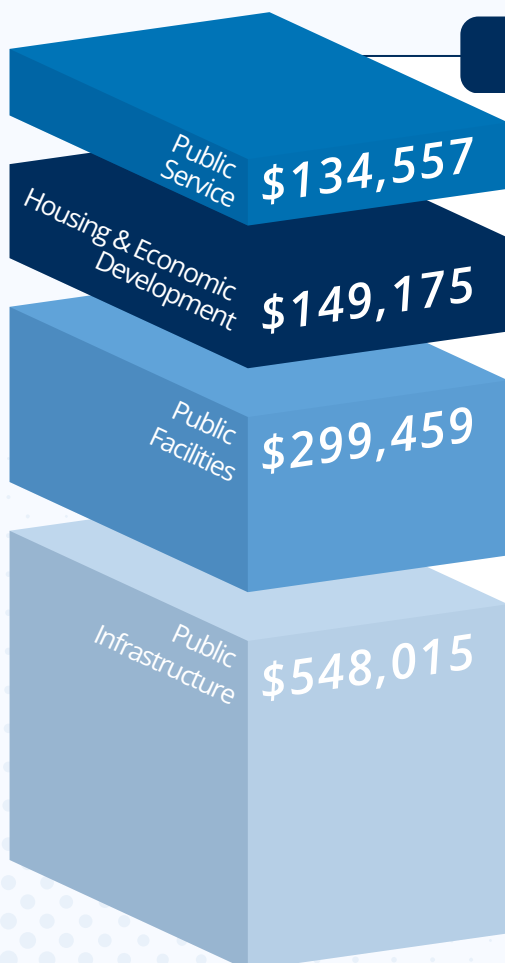 Public
Service
$134,557
Housing & Economic
Development
$149,175
Public
Facilities
$299,459
Public
Infrastructure
$548,015